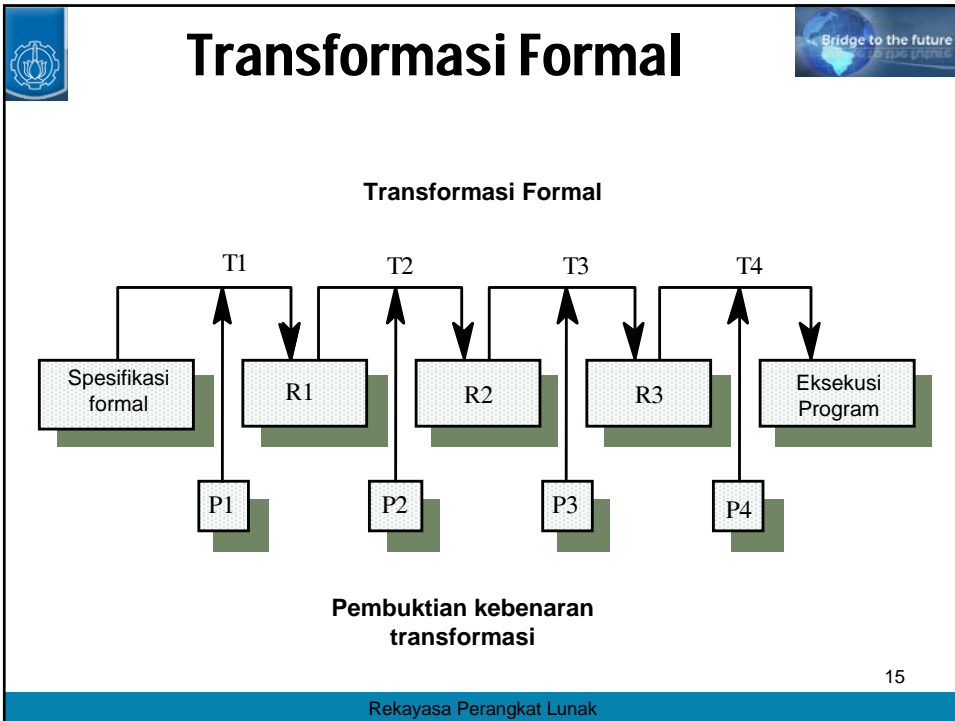 Transformasi Formal
Bridge to the future
Transformasi Formal
T1
T2
T3
T4
Spesifikasi
formal
R1
R2
R3
Eksekusi
Program
P1
P2
P3
P4
Pembuktian kebenaran
transformasi
15
Rekayasa Perangkat Lunak